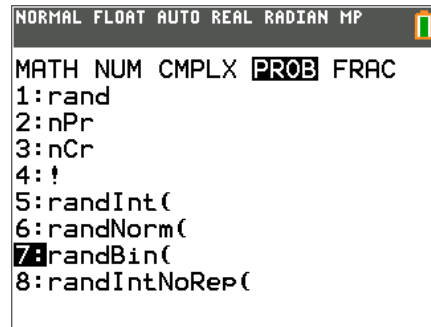 NORMAL FLOAT AUTO REAL RADIAN MP
MATH NUM CMPLX PROB FRAC
1:rand
2:nPr
3:nCr
4:!
5:randInt(
6:randNorm(
7:randBin(
8:randIntNoRep(